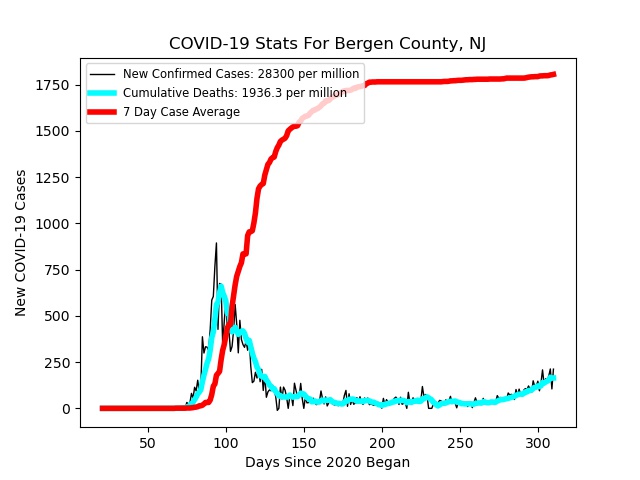 COVID-19 Stats For Bergen County, NJ
New Confirmed Cases: 28300 per million
Cumulative Deaths: 1936.3 per million
7 Day Case Average
New COVID-19 Cases
1750
1500
1250
1000
750
500
250
0
50 100 150 200 250 300
Days Since 2020 Began